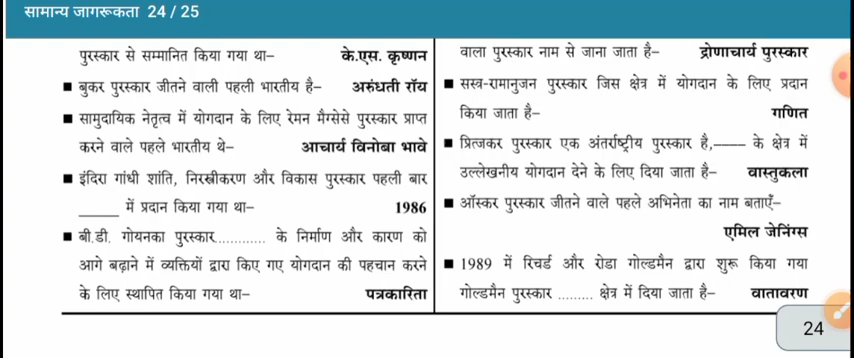 सामान्य जागरूकता 24 / 25
पुरस्कार से सम्मानित किया गया था– के.एस. कृष्णन
■ बुकर पुरस्कार जीतने वाली पहली भारतीय है– अरुंधती रॉय
■ सामुदायिक नेतृत्व में योगदान के लिए रेमन मैग्सेसे पुरस्कार प्राप्त
करने वाले पहले भारतीय थे– आचार्य विनोबा भावे
■ इंदिरा गांधी शांति, निरस्त्रीकरण और विकास पुरस्कार पहली बार
_____ में प्रदान किया गया था– 1986
■ बी.डी. गोयनका पुरस्कार............. के निर्माण और कारण को
आगे बढ़ाने में व्यक्तियों द्वारा किए गए योगदान की पहचान करने
के लिए स्थापित किया गया था– पत्रकारिता
वाला पुरस्कार नाम से जाना जाता है– द्रोणाचार्य पुरस्कार
■ सस्त्र-रामानुजन पुरस्कार जिस क्षेत्र में योगदान के लिए प्रदान
किया जाता है– गणित
■ प्रित्जकर पुरस्कार एक अंतर्राष्ट्रीय पुरस्कार है,____ के क्षेत्र में
उल्लेखनीय योगदान देने के लिए दिया जाता है– वास्तुकला
■ ऑस्कर पुरस्कार जीतने वाले पहले अभिनेता का नाम बताएँ–
एमिल जेनिंग्स
■ 1989 में रिचर्ड और रोडा गोल्डमैन द्वारा शुरू किया गया
गोल्डमैन पुरस्कार ......... क्षेत्र में दिया जाता है– वातावरण
24